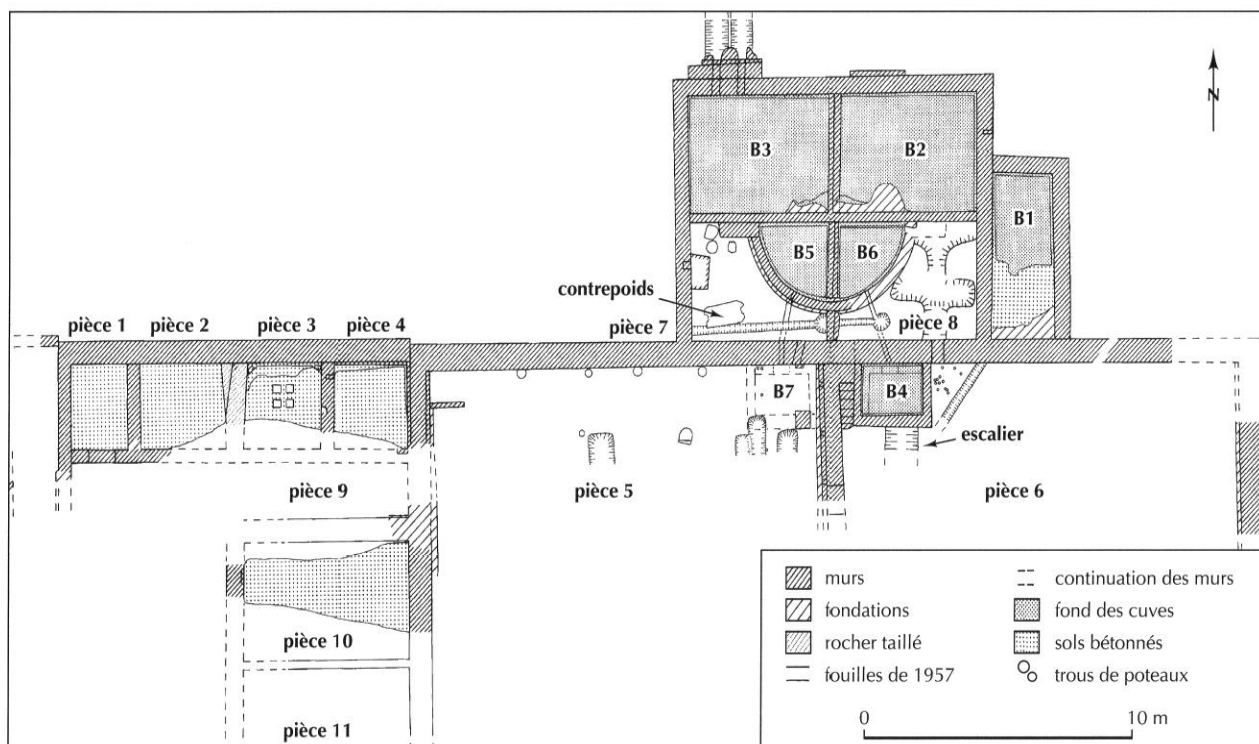 N
B3
B2
B1
B5
B6
contrepoids
pièce 1
pièce 2
pièce 3
pièce 4
pièce 7
pièce 8
B7
B4
escalier
pièce 9
pièce 5
pièce 6
pièce 10
pièce 11
murs
fondations
rocher taillé
fouilles de 1957
continuation des murs
fond des cuves
sols bétonnés
trous de poteaux
0
10 m